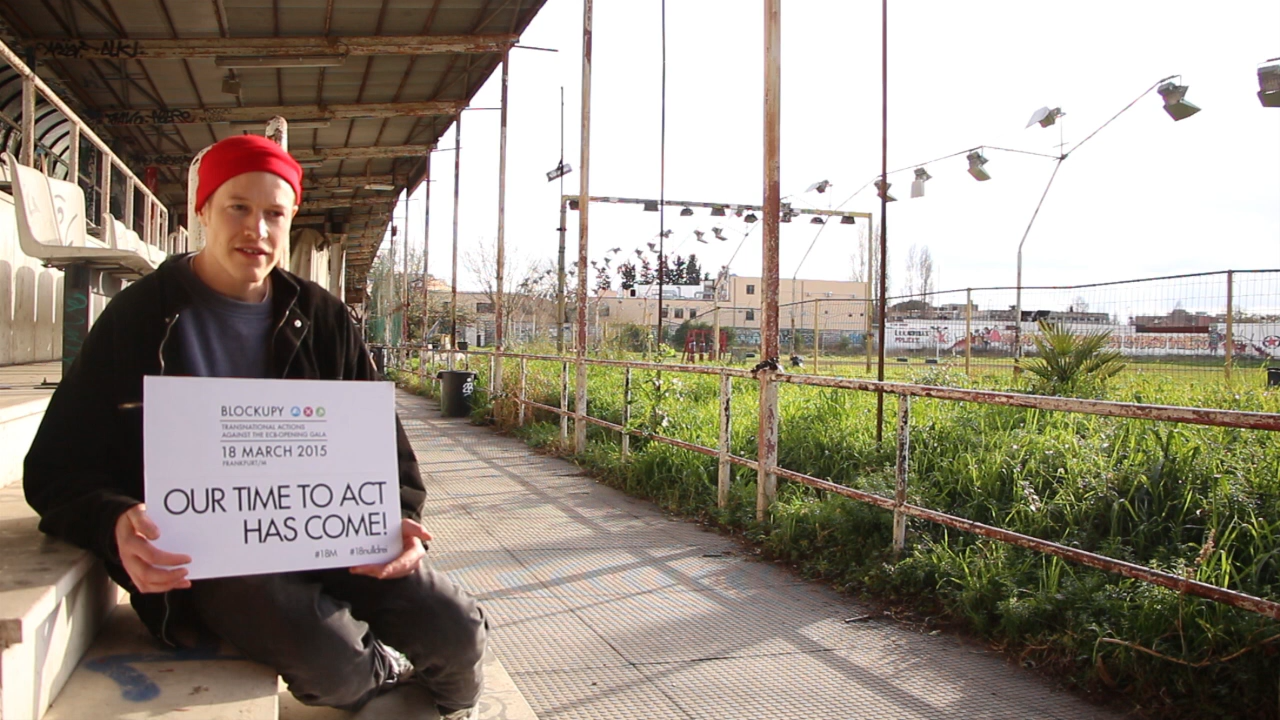 BLOCKUPY
TRANSNATIONAL ACTIONS
AGAINST THE ECB-OPENING GALA
18 MARCH 2015
FRANKFURT/M
OUR TIME TO ACT
HAS COME!
#18M #18nulldrei